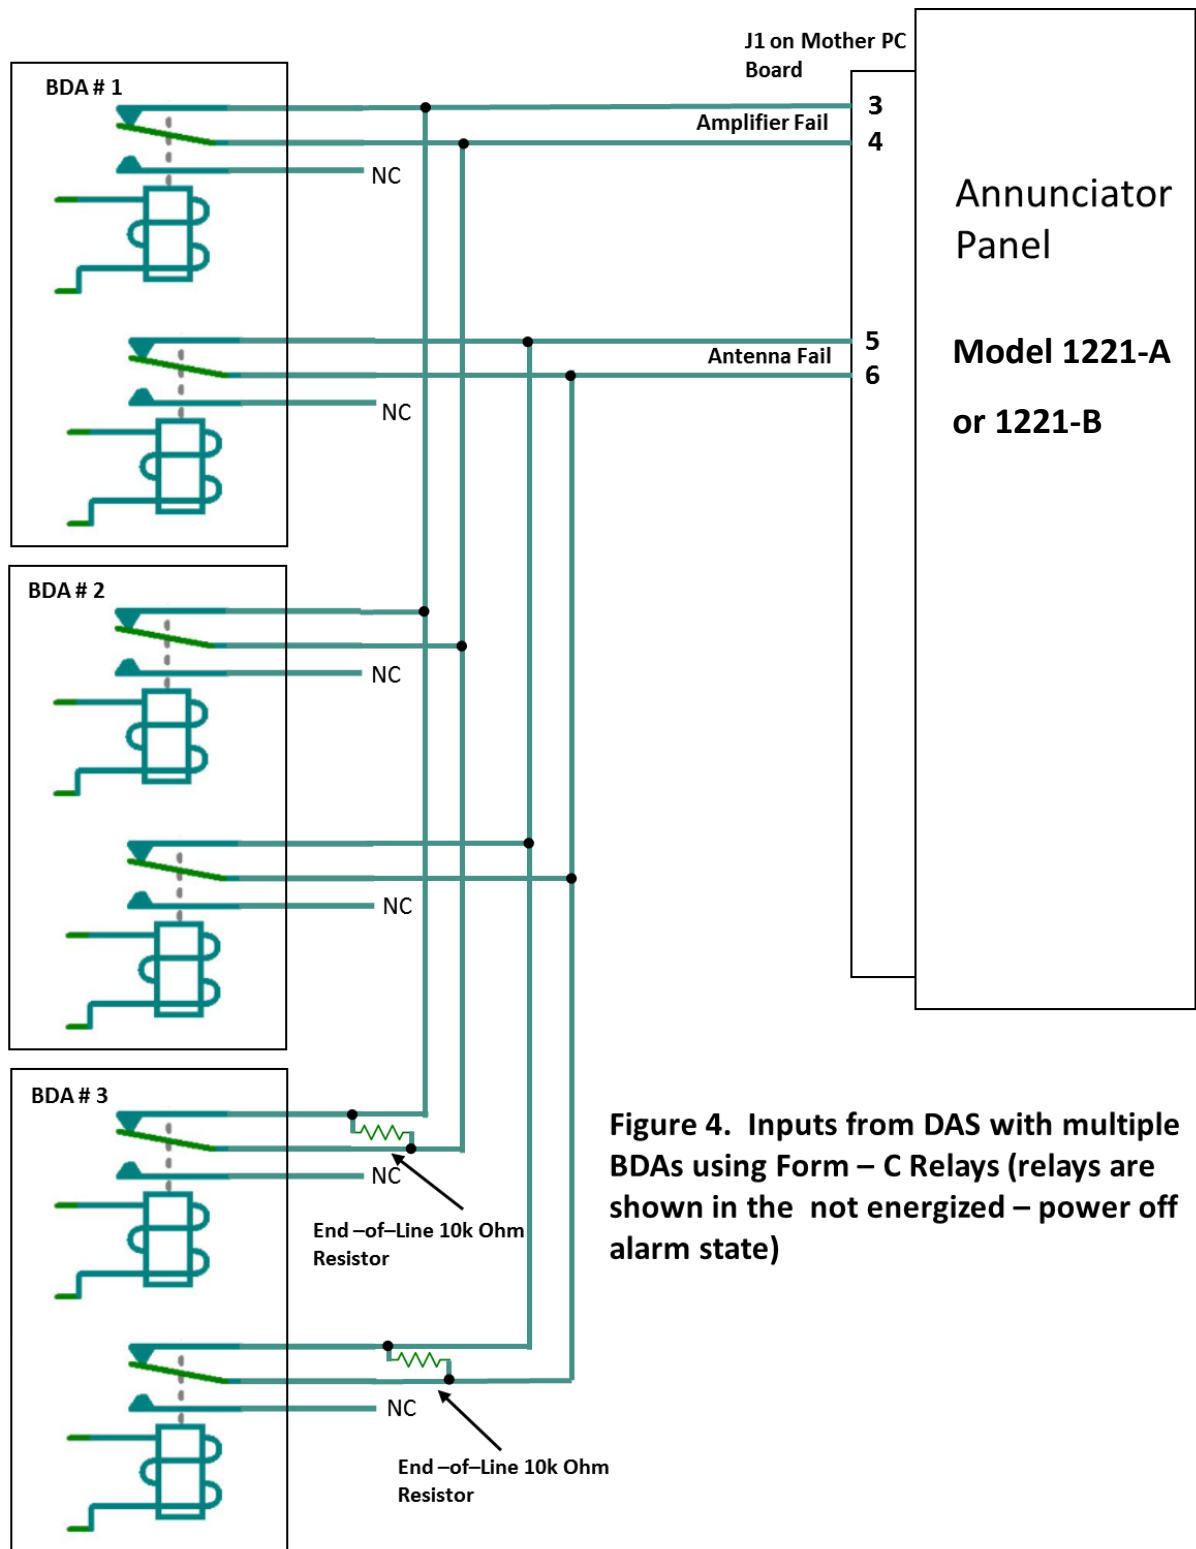 J1 on Mother PC
Board
BDA # 1
3
Amplifier Fail
4
NC
Annunciator
Panel
5
Antenna Fail
6
Model 1221-A
or 1221-B
NC
BDA # 2
NC
NC
BDA # 3
NC
End –of–Line 10k Ohm
Resistor
Figure 4.  Inputs from DAS with multiple
BDAs using Form – C Relays (relays are
shown in the  not energized – power off
alarm state)
NC
End –of–Line 10k Ohm
Resistor